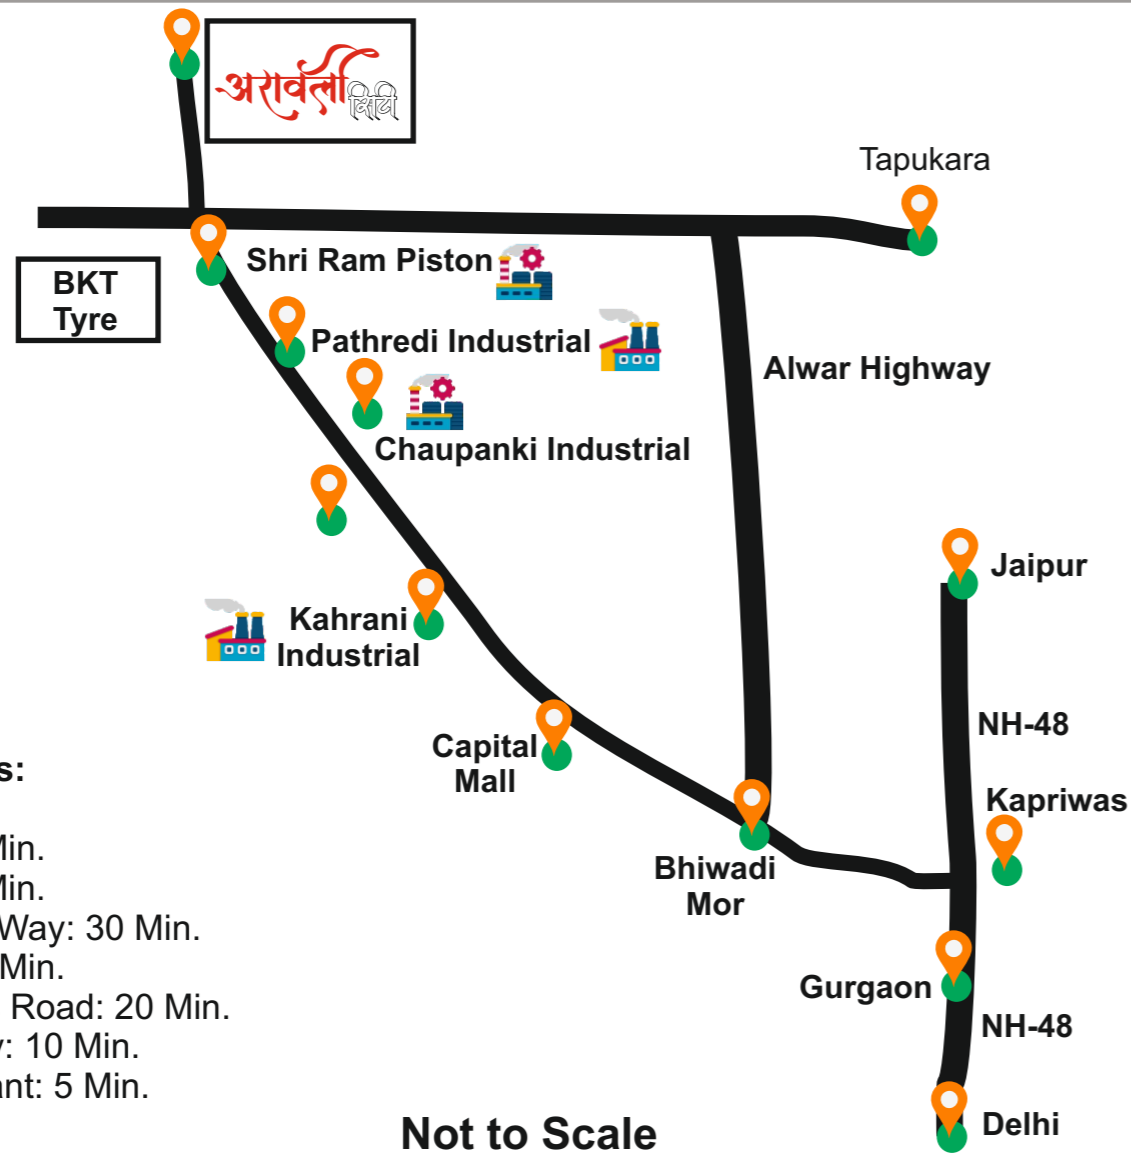 अरावली सिटी
Tapukara
BKT
Tyre
Shri Ram Piston
Pathredi Industrial
Alwar Highway
Chaupanki Industrial
Jaipur
Kahrani
Industrial
NH-48
Capital
Mall
s:
Kapriwas
Min.
Min.
Bhiwadi
Mor
Way: 30 Min.
Min.
Gurgaon
Road: 20 Min.
NH-48
y: 10 Min.
ant: 5 Min.
Not to Scale
Delhi